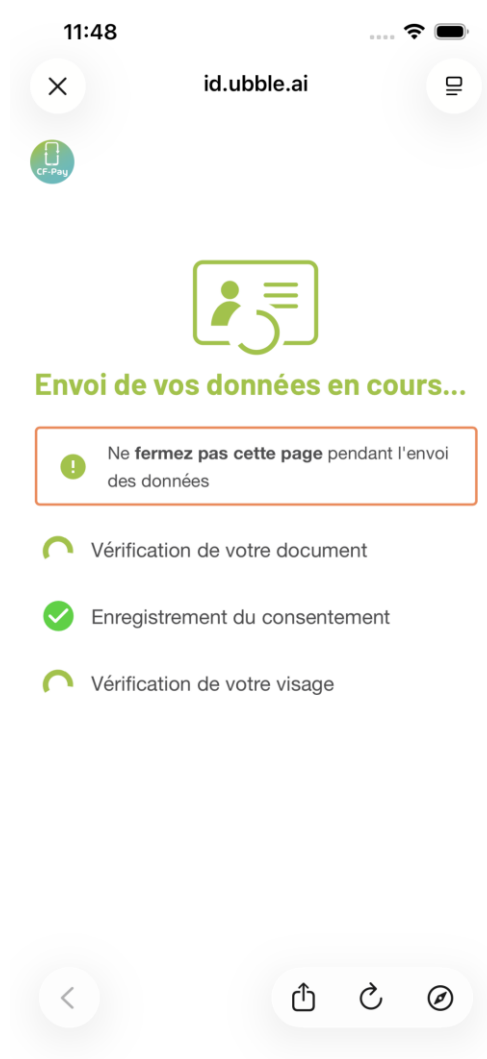 11:48
id.ubble.ai
CF-Pay
Envoi de vos données en cours...
Ne fermez pas cette page pendant l'envoi
des données
Vérification de votre document
Enregistrement du consentement
Vérification de votre visage